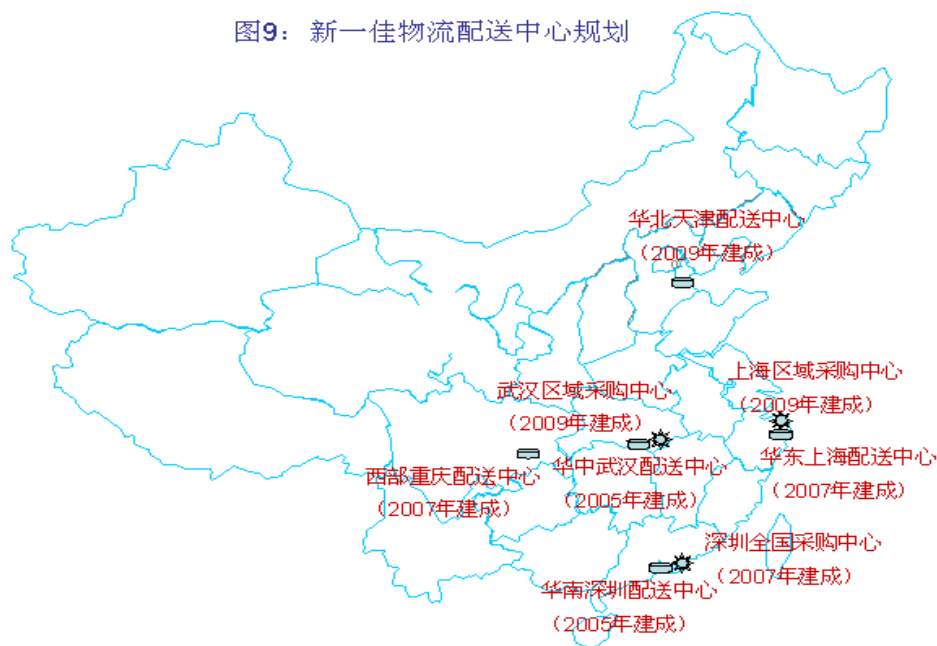 图9：新一佳物流配送中心规划
华北天津配送中心
（2009年建成）
上海区域采购中心
（2009年建成）
武汉区域采购中心
（2009年建成）
华东上海配送中心
（2007年建成）
华中武汉配送中心
（2005年建成）
西部重庆配送中心
（2007年建成）
深圳全国采购中心
（2007年建成）
华南深圳配送中心
（2005年建成）